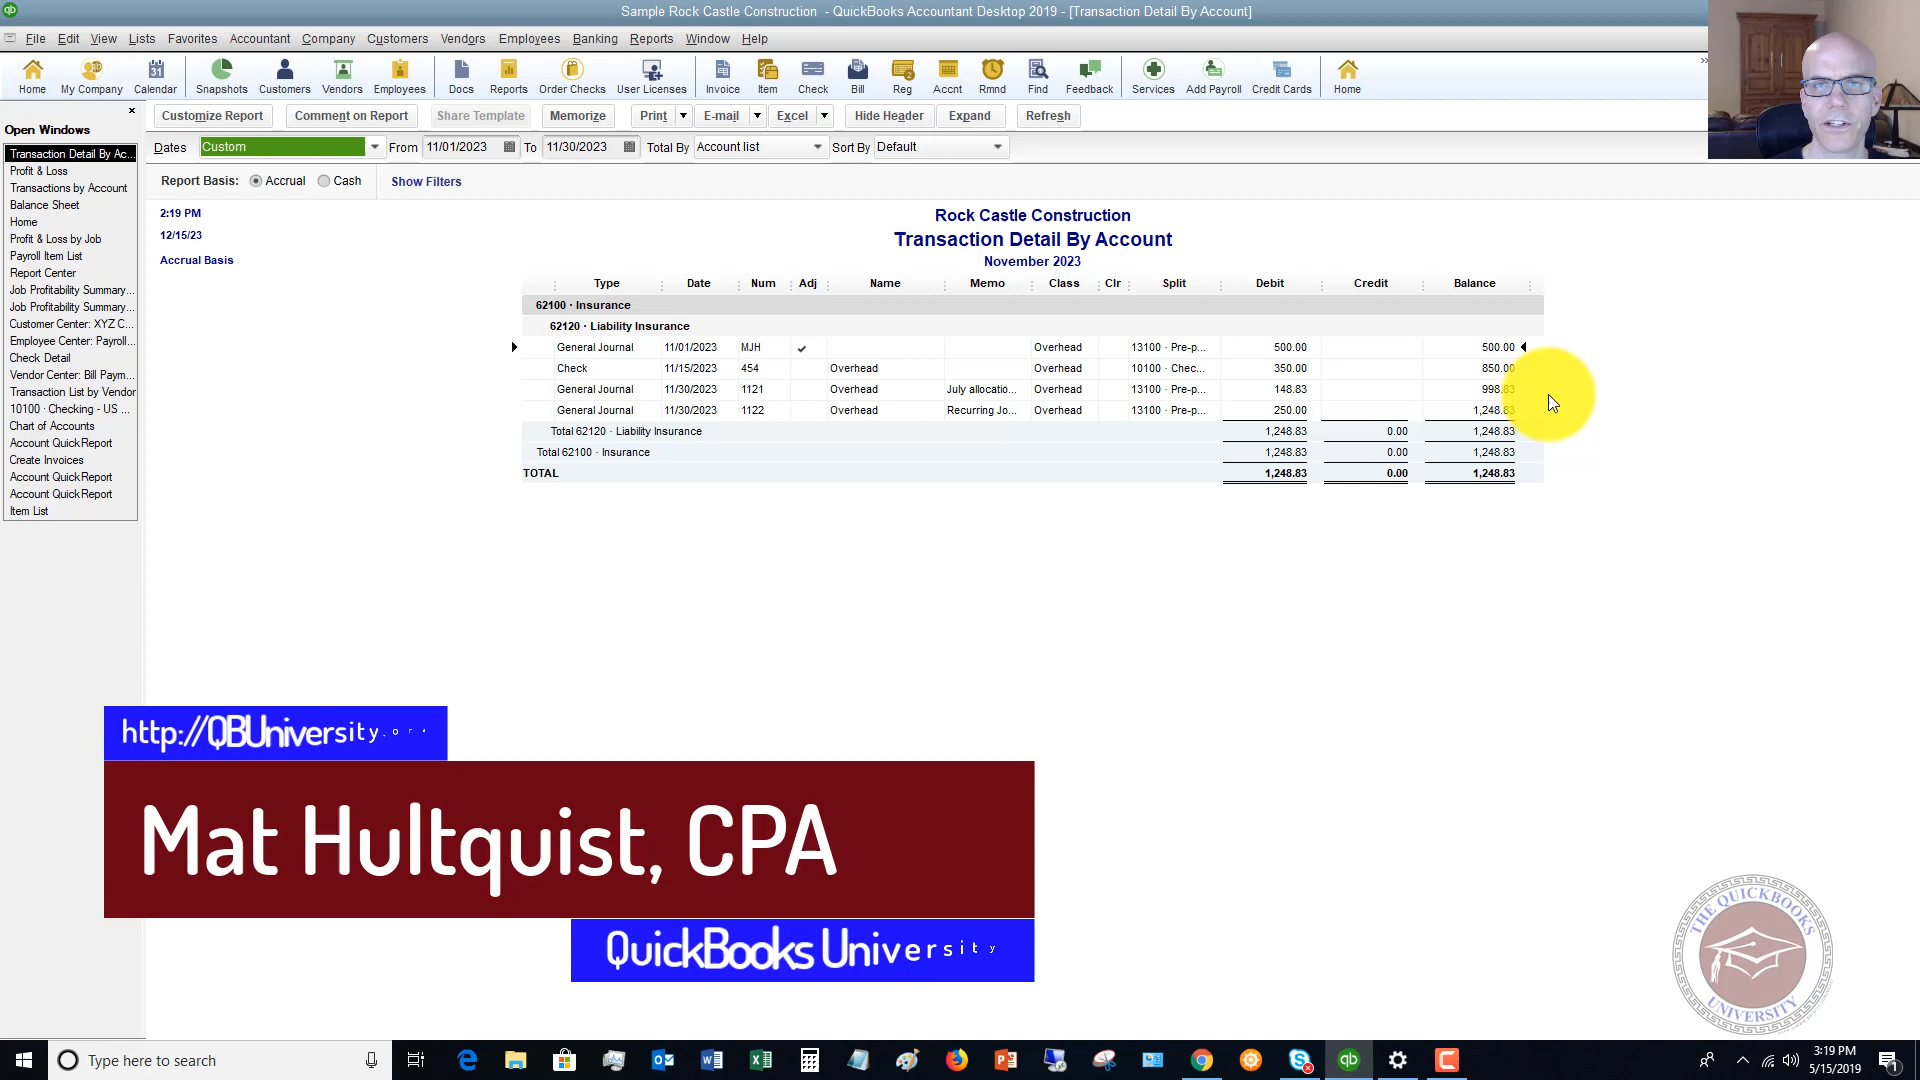 Sample Rock Castle Construction - QuickBooks Accountant Desktop 2019 - [Transaction Detail By Account]
File Edit View Lists Favorites Accountant Company Customers Vendors Employees Banking Reports Window Help
Home My Company Calendar Snapshots Customers Vendors Employees Docs Reports Order Checks User Licenses Invoice Item Check Bill Reg Accnt Rmnd Find Feedback Services Add Payroll Credit Cards Home
Customize Report Comment on Report Share Template Memorize Print E-mail Excel Hide Header Expand Refresh
Dates Custom From 11/01/2023 To 11/30/2023 Total By Account list Sort By Default
Report Basis: Accrual Cash Show Filters
Open Windows
Transaction Detail By Ac...
Profit & Loss
Transactions by Account
Balance Sheet
Home
Profit & Loss by Job
Payroll Item List
Report Center
Job Profitability Summary...
Job Profitability Summary...
Customer Center: XYZ C...
Employee Center: Payroll...
Check Detail
Vendor Center: Bill Paym...
Transaction List by Vendor
10100 · Checking - US ...
Chart of Accounts
Account QuickReport
Create Invoices
Account QuickReport
Account QuickReport
Item List
2:19 PM
12/15/23
Accrual Basis
Rock Castle Construction
Transaction Detail By Account
November 2023
Type Date Num Adj Name Memo Class Clr Split Debit Credit Balance
62100 · Insurance
62120 · Liability Insurance
General Journal 11/01/2023 MJH ✓ Overhead 13100 · Pre-p... 500.00 500.00
Check 11/15/2023 454 Overhead Overhead 10100 · Chec... 350.00 850.00
General Journal 11/30/2023 1121 Overhead July allocatio... Overhead 13100 · Pre-p... 148.83 998.83
General Journal 11/30/2023 1122 Overhead Recurring Jo... Overhead 13100 · Pre-p... 250.00 1,248.83
Total 62120 · Liability Insurance 1,248.83 0.00 1,248.83
Total 62100 · Insurance 1,248.83 0.00 1,248.83
TOTAL 1,248.83 0.00 1,248.83
http://QBUniversity.org
Mat Hultquist, CPA
QuickBooks University
THE QUICKBOOKS
UNIVERSITY
Type here to search
3:19 PM
5/15/2019
1